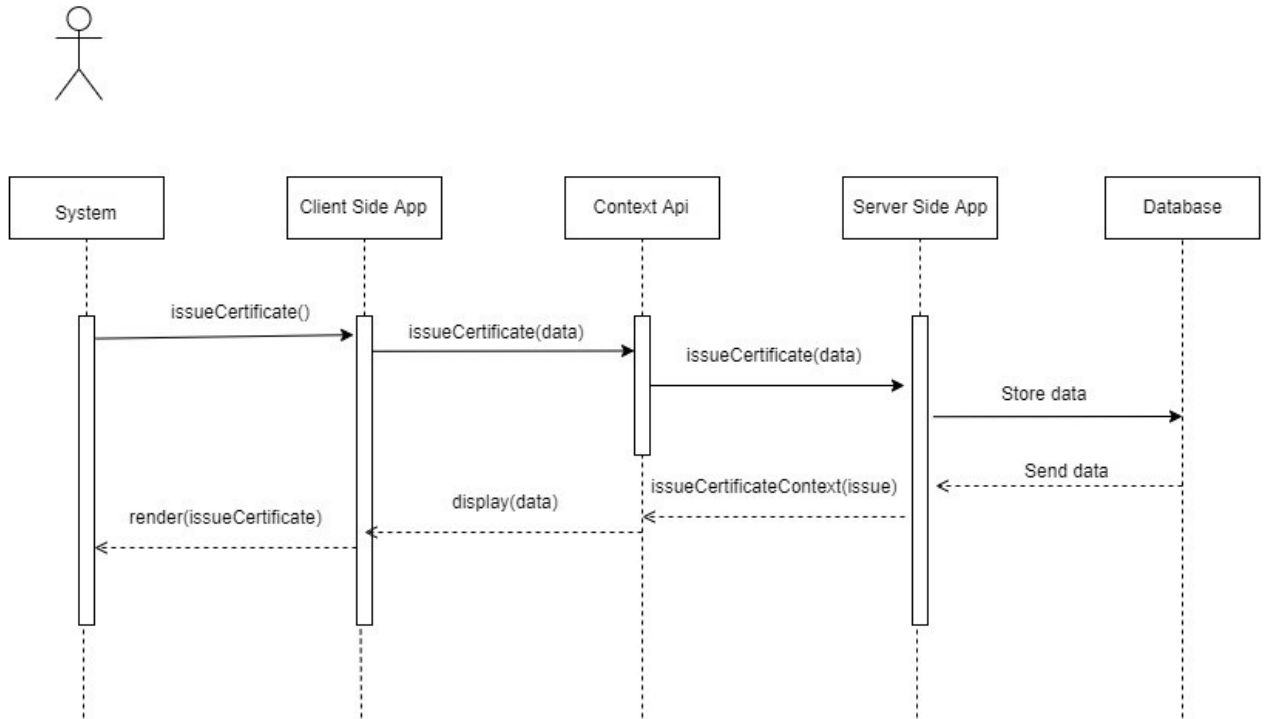 System
Client Side App
Context Api
Server Side App
Database
issueCertificate()
issueCertificate(data)
issueCertificate(data)
Store data
Send data
issueCertificateContext(issue)
display(data)
render(issueCertificate)